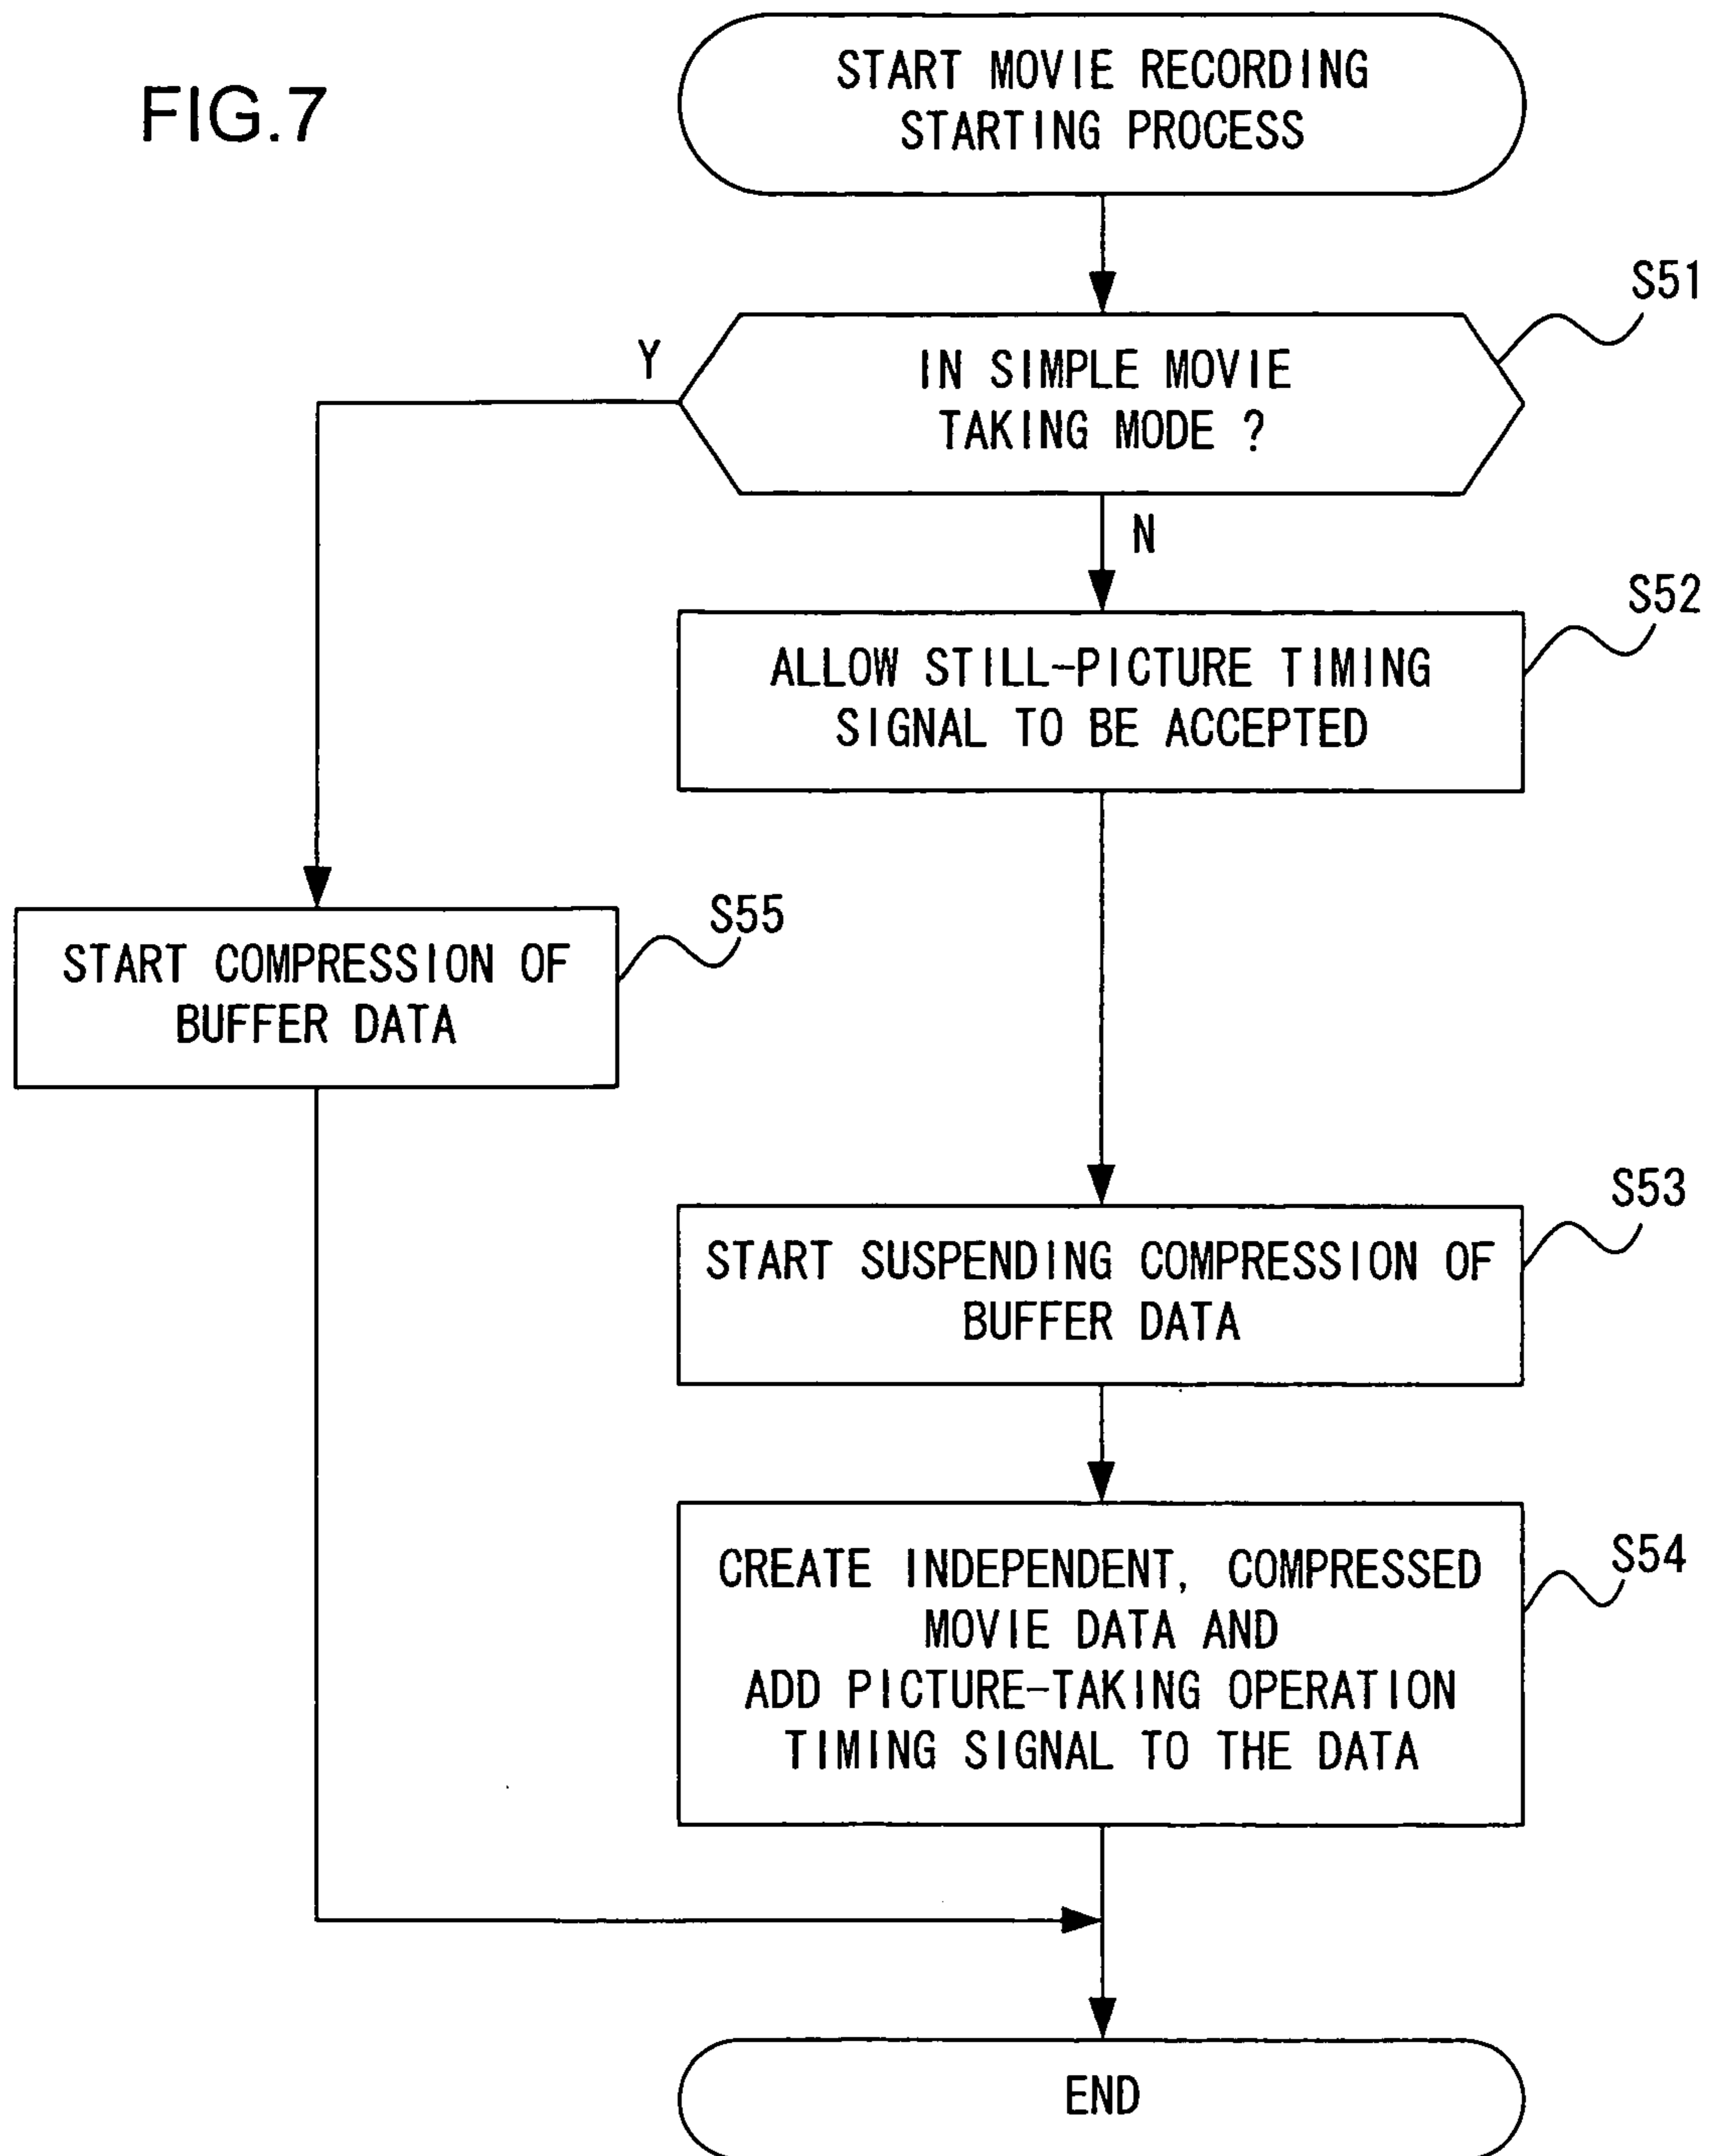 FIG.7
START MOVIE RECORDING
STARTING PROCESS
S51
IN SIMPLE MOVIE
TAKING MODE ?
Y
N
S52
ALLOW STILL-PICTURE TIMING
SIGNAL TO BE ACCEPTED
S55
START COMPRESSION OF
BUFFER DATA
S53
START SUSPENDING COMPRESSION OF
BUFFER DATA
S54
CREATE INDEPENDENT, COMPRESSED
MOVIE DATA AND
ADD PICTURE-TAKING OPERATION
TIMING SIGNAL TO THE DATA
END